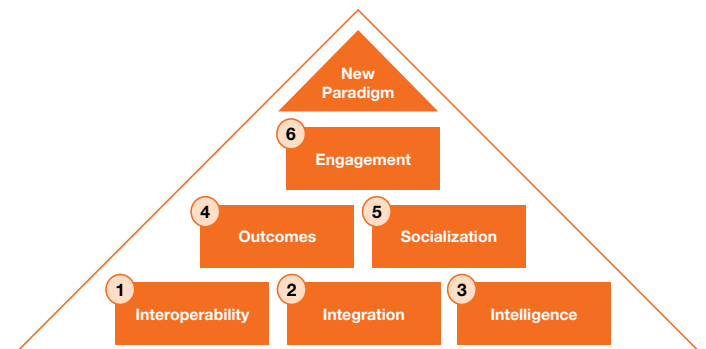 New
Paradigm
6
Engagement
4
Outcomes
5
Socialization
1
Interoperability
2
Integration
3
Intelligence